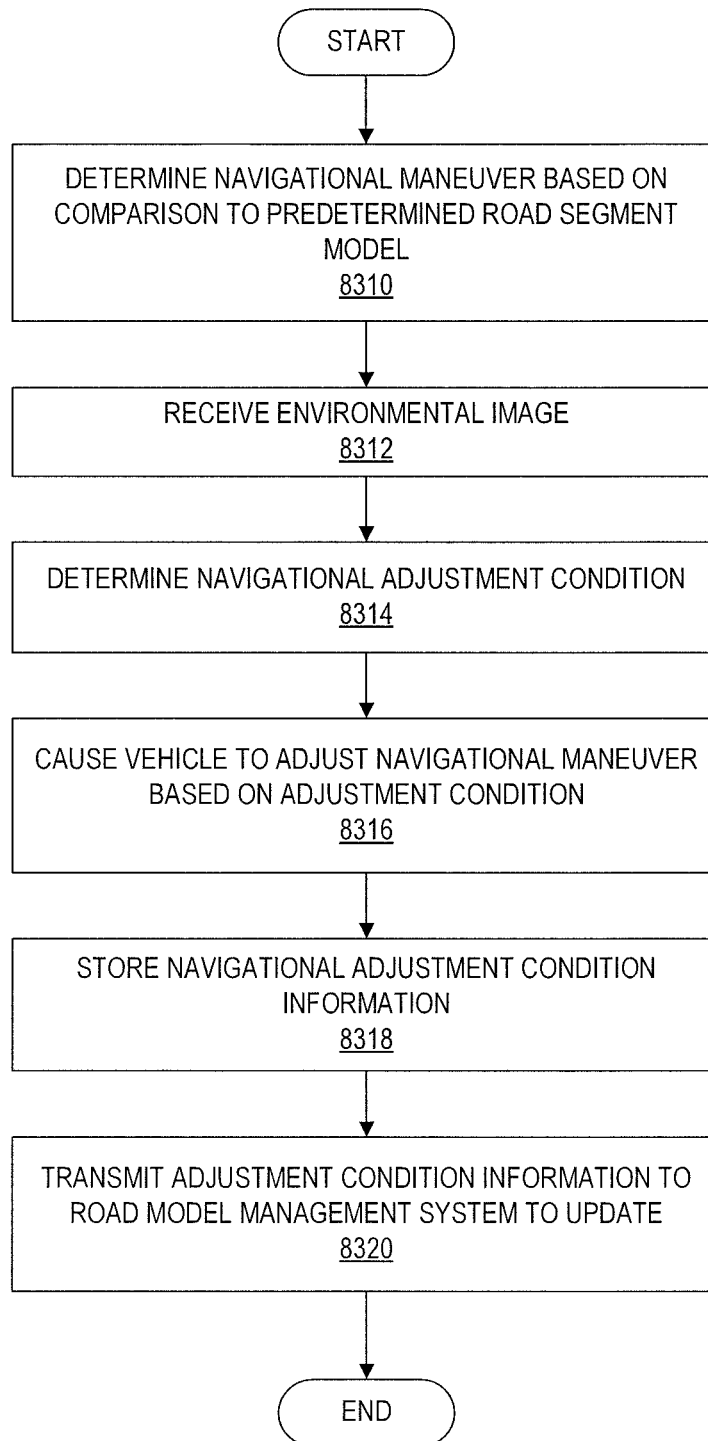 START
DETERMINE NAVIGATIONAL MANEUVER BASED ON
COMPARISON TO PREDETERMINED ROAD SEGMENT
MODEL
8310
RECEIVE ENVIRONMENTAL IMAGE
8312
DETERMINE NAVIGATIONAL ADJUSTMENT CONDITION
8314
CAUSE VEHICLE TO ADJUST NAVIGATIONAL MANEUVER
BASED ON ADJUSTMENT CONDITION
8316
STORE NAVIGATIONAL ADJUSTMENT CONDITION
INFORMATION
8318
TRANSMIT ADJUSTMENT CONDITION INFORMATION TO
ROAD MODEL MANAGEMENT SYSTEM TO UPDATE
8320
END